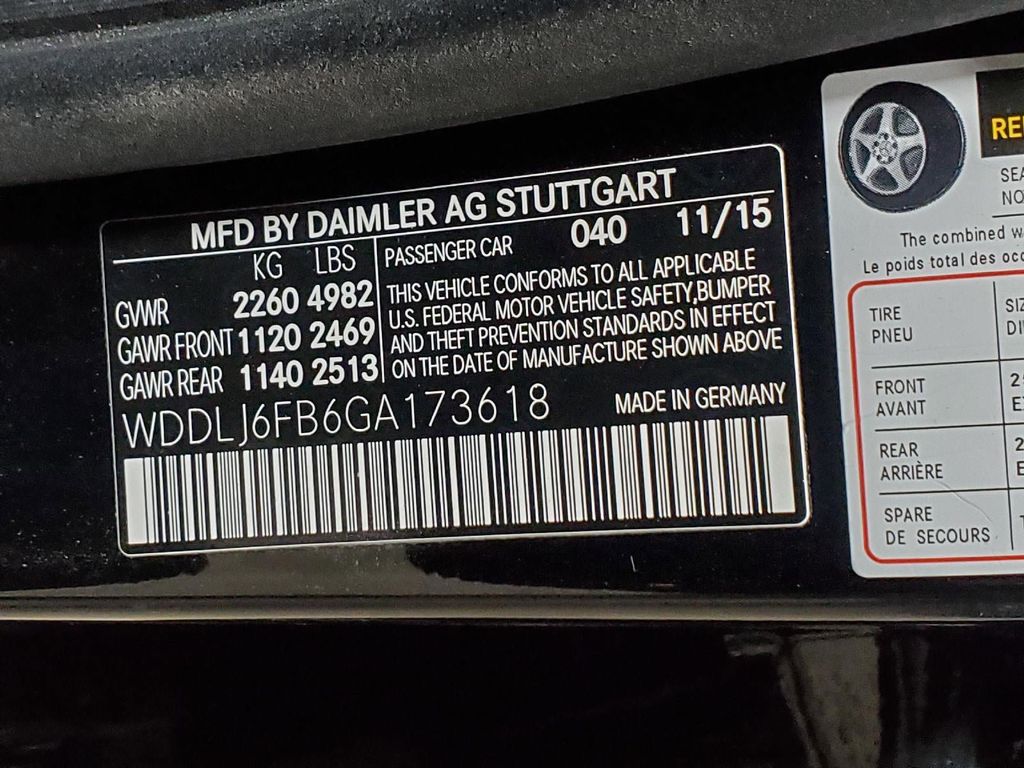 MFD BY DAIMLER AG STUTTGART
KG LBS
GVWR 2260 4982
GAWR FRONT 1120 2469
GAWR REAR 1140 2513
PASSENGER CAR 040 11/15
THIS VEHICLE CONFORMS TO ALL APPLICABLE
U.S. FEDERAL MOTOR VEHICLE SAFETY,BUMPER
AND THEFT PREVENTION STANDARDS IN EFFECT
ON THE DATE OF MANUFACTURE SHOWN ABOVE
WDDLJ6FB6GA173618
MADE IN GERMANY
The combined
Le poids total des
TIRE
PNEU
FRONT
AVANT
REAR
ARRIÈRE
SPARE
DE SECOURS